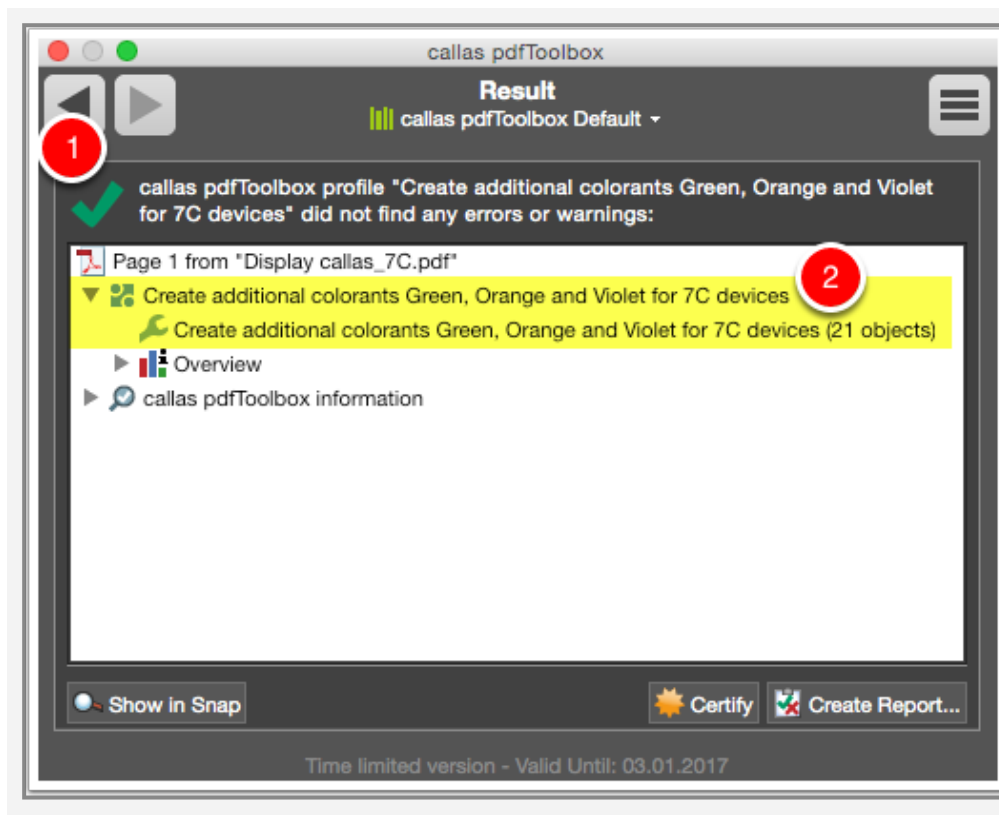 callas pdfToolbox
Result
callas pdfToolbox Default
1
callas pdfToolbox profile "Create additional colorants Green, Orange and Violet
for 7C devices" did not find any errors or warnings:
Page 1 from "Display callas_7C.pdf"
2
Create additional colorants Green, Orange and Violet for 7C devices
Create additional colorants Green, Orange and Violet for 7C devices (21 objects)
Overview
callas pdfToolbox information
Show in Snap
Certify
Create Report...
Time limited version - Valid Until: 03.01.2017